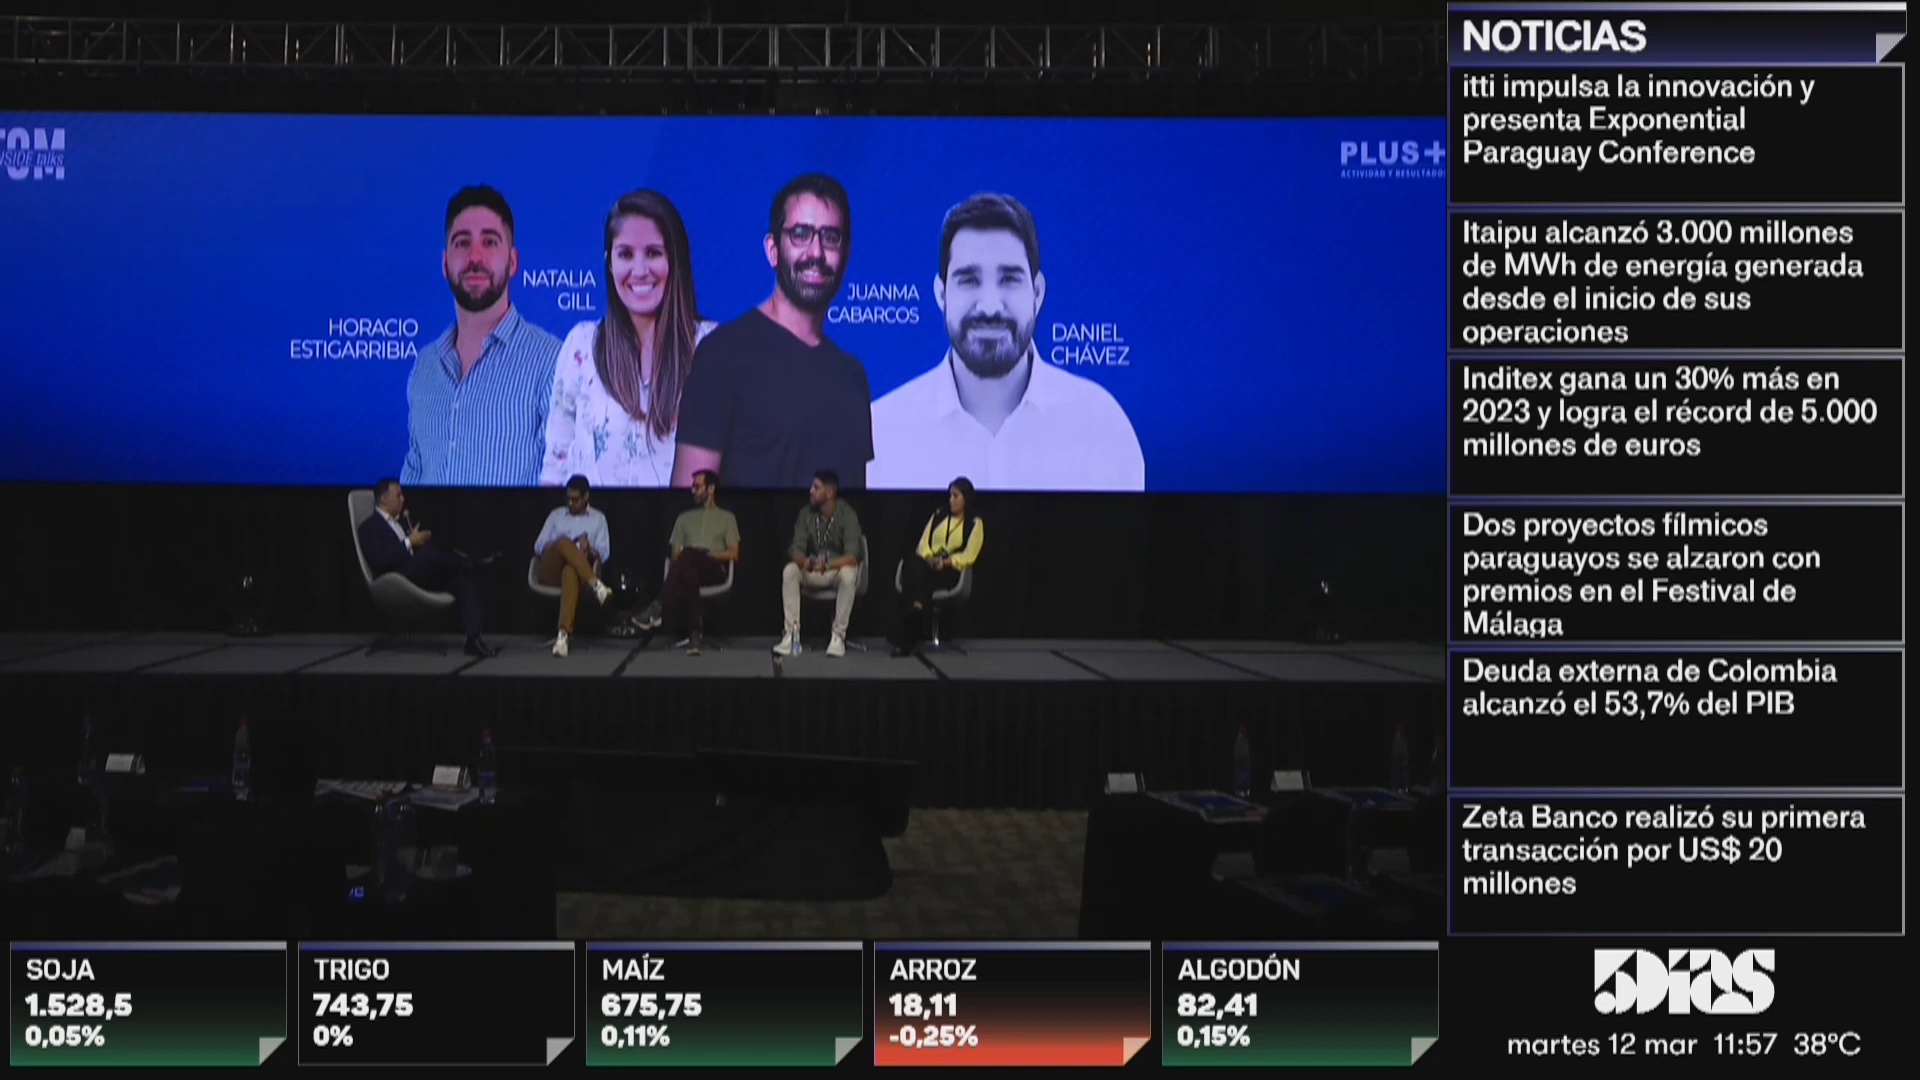 TOM
INSIDE talks
PLUS+
ACTIVIDAD Y RESULTADOS
HORACIO
ESTIGARRIBIA
NATALIA
GILL
JUANMA
CABARCOS
DANIEL
CHÁVEZ
NOTICIAS
itti impulsa la innovación y
presenta Exponential
Paraguay Conference
Itaipu alcanzó 3.000 millones
de MWh de energía generada
desde el inicio de sus
operaciones
Inditex gana un 30% más en
2023 y logra el récord de 5.000
millones de euros
Dos proyectos fílmicos
paraguayos se alzaron con
premios en el Festival de
Málaga
Deuda externa de Colombia
alcanzó el 53,7% del PIB
Zeta Banco realizó su primera
transacción por US$ 20
millones
SOJA
1.528,5
0,05%
TRIGO
743,75
0%
MAÍZ
675,75
0,11%
ARROZ
18,11
-0,25%
ALGODÓN
82,41
0,15%
5DÍAS
martes 12 mar 11:57 38°C